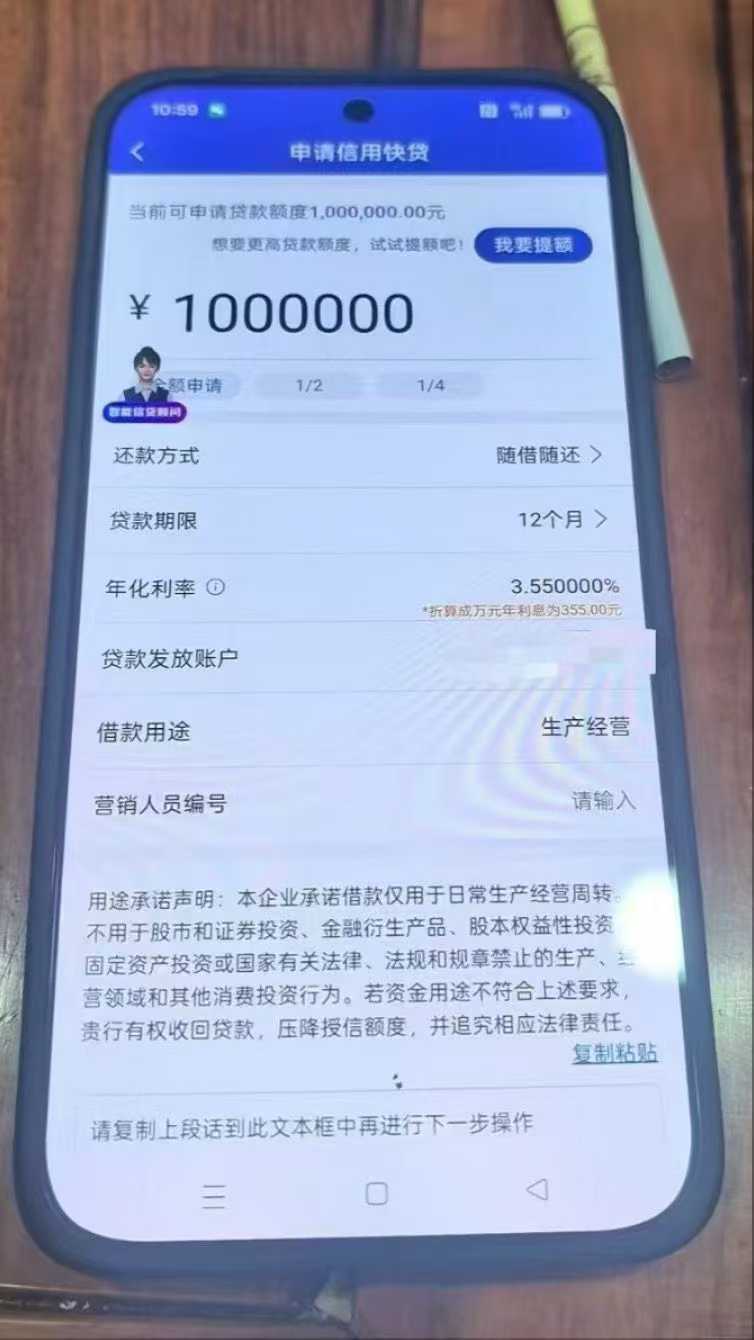 10:59
申请信用快贷
当前可申请贷款额度1,000,000.00元
想要更高贷款额度，试试提额吧！
我要提额
¥ 1000000
全额申请 1/2 1/4
智能信贷顾问
还款方式 随借随还
贷款期限 12个月
年化利率 3.550000%
*折算成万元年利息为355.00元
贷款发放账户
借款用途 生产经营
营销人员编号 请输入
用途承诺声明：本企业承诺借款仅用于日常生产经营周转。
不用于股市和证券投资、金融衍生产品、股本权益性投资
固定资产投资或国家有关法律、法规和规章禁止的生产、经
营领域和其他消费投资行为。若资金用途不符合上述要求，
贵行有权收回贷款，压降授信额度，并追究相应法律责任。
复制粘贴
请复制上段话到此文本框中再进行下一步操作